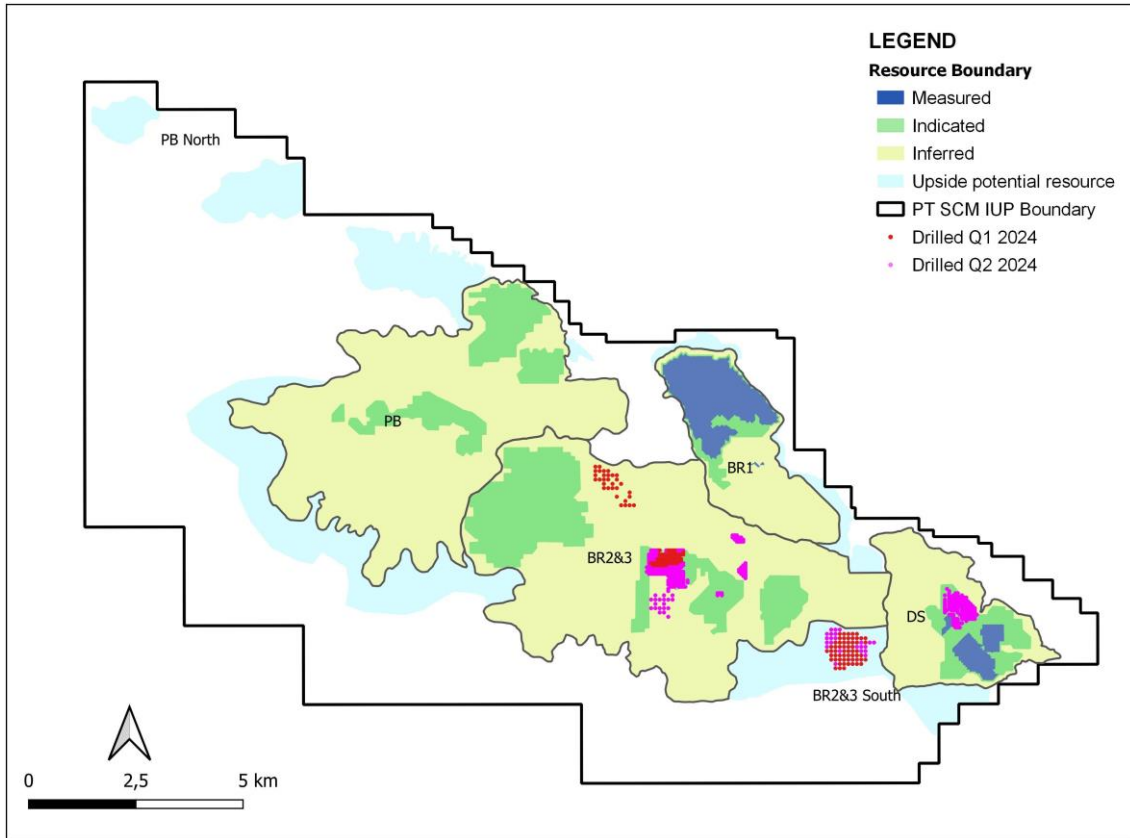 LEGEND
Resource Boundary
Measured
Indicated
Inferred
Upside potential resource
PT SCM IUP Boundary
Drilled Q1 2024
Drilled Q2 2024
PB North
PB
BR1
BR2&3
DS
BR2&3 South
0 2,5 5 km